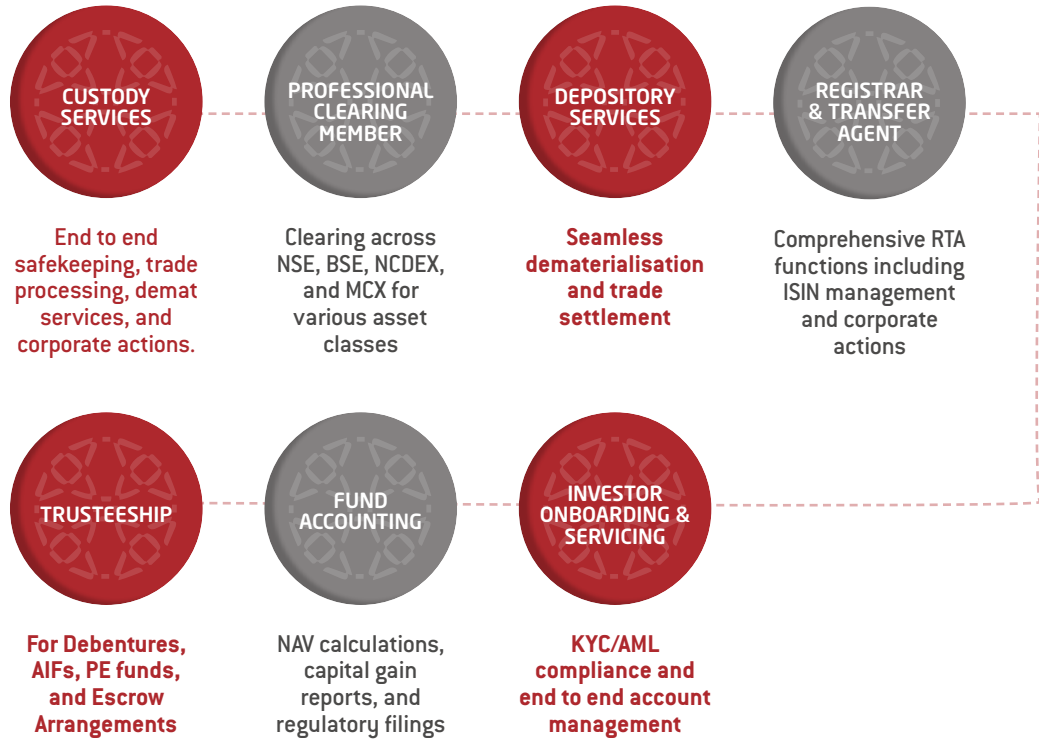 CUSTODY
SERVICES
End to end
safekeeping, trade
processing, demat
services, and
corporate actions.
PROFESSIONAL
CLEARING
MEMBER
Clearing across
NSE, BSE, NCDEX,
and MCX for
various asset
classes
DEPOSITORY
SERVICES
Seamless
dematerialisation
and trade
settlement
REGISTRAR
& TRANSFER
AGENT
Comprehensive RTA
functions including
ISIN management
and corporate
actions
TRUSTEESHIP
For Debentures,
AIFs, PE funds,
and Escrow
Arrangements
FUND
ACCOUNTING
NAV calculations,
capital gain
reports, and
regulatory filings
INVESTOR
ONBOARDING &
SERVICING
KYC/AML
compliance and
end to end account
management